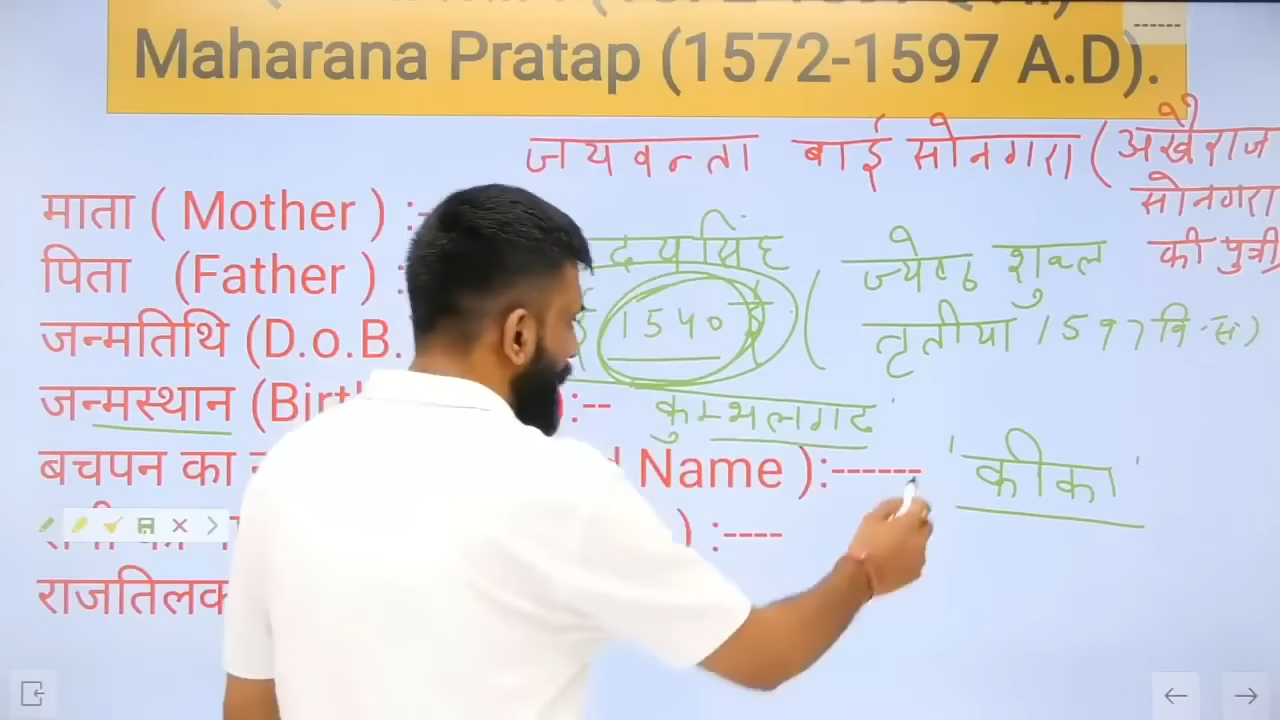 Maharana Pratap (1572-1597 A.D).
------
जयवन्ता बाई सोनगरा (अखैराज सोनगरा की पुत्री)
माता ( Mother ) :-
पिता (Father ) : दयसिंह
जन्मतिथि (D.o.B. 1540 ई (ज्येष्ठ शुक्ल तृतीया 1597 वि.सं)
जन्मस्थान (Birt ) :-- कुम्भलगढ
बचपन का Name ):------ 'कीका'
) :----
राजतिलक